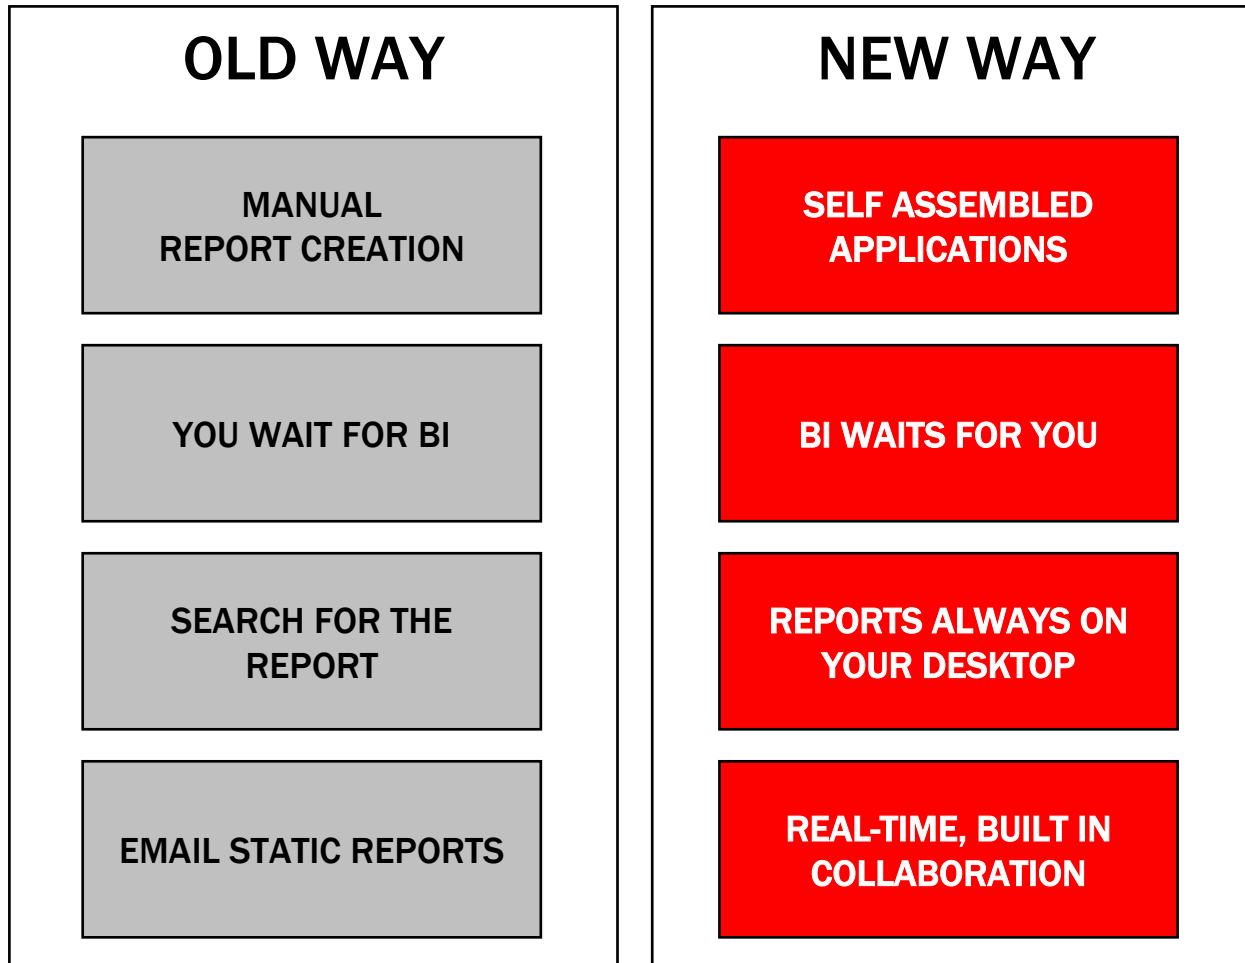 OLD WAY
MANUAL
REPORT CREATION
YOU WAIT FOR BI
SEARCH FOR THE
REPORT
EMAIL STATIC REPORTS
NEW WAY
SELF ASSEMBLED
APPLICATIONS
BI WAITS FOR YOU
REPORTS ALWAYS ON
YOUR DESKTOP
REAL-TIME, BUILT IN
COLLABORATION